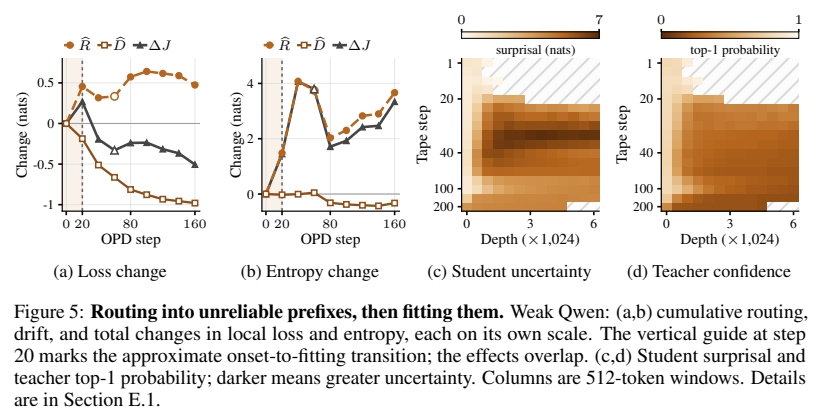 0 7 0 1
R̂ D̂ ΔJ R̂ D̂ ΔJ surprisal (nats) top-1 probability
Change (nats)
0.5
0
-0.5
-1
0 20 40 80 120 160
OPD step
Change (nats)
4
2
0
0 20 40 80 120 160
OPD step
Tape step
1
20
40
100
200
0 3 6
Depth (×1,024)
Tape step
1
20
40
100
200
0 3 6
Depth (×1,024)
(a) Loss change (b) Entropy change (c) Student uncertainty (d) Teacher confidence
Figure 5: Routing into unreliable prefixes, then fitting them. Weak Qwen: (a,b) cumulative routing,
drift, and total changes in local loss and entropy, each on its own scale. The vertical guide at step
20 marks the approximate onset-to-fitting transition; the effects overlap. (c,d) Student surprisal and
teacher top-1 probability; darker means greater uncertainty. Columns are 512-token windows. Details
are in Section E.1.